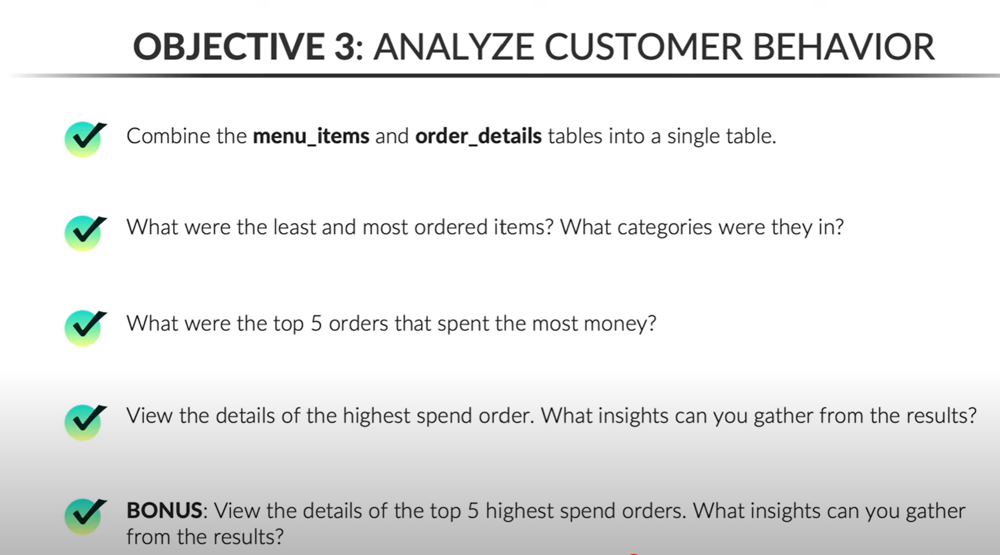 OBJECTIVE 3: ANALYZE CUSTOMER BEHAVIOR
Combine the menu_items and order_details tables into a single table.
What were the least and most ordered items? What categories were they in?
What were the top 5 orders that spent the most money?
View the details of the highest spend order. What insights can you gather from the results?
BONUS: View the details of the top 5 highest spend orders. What insights can you gather
from the results?